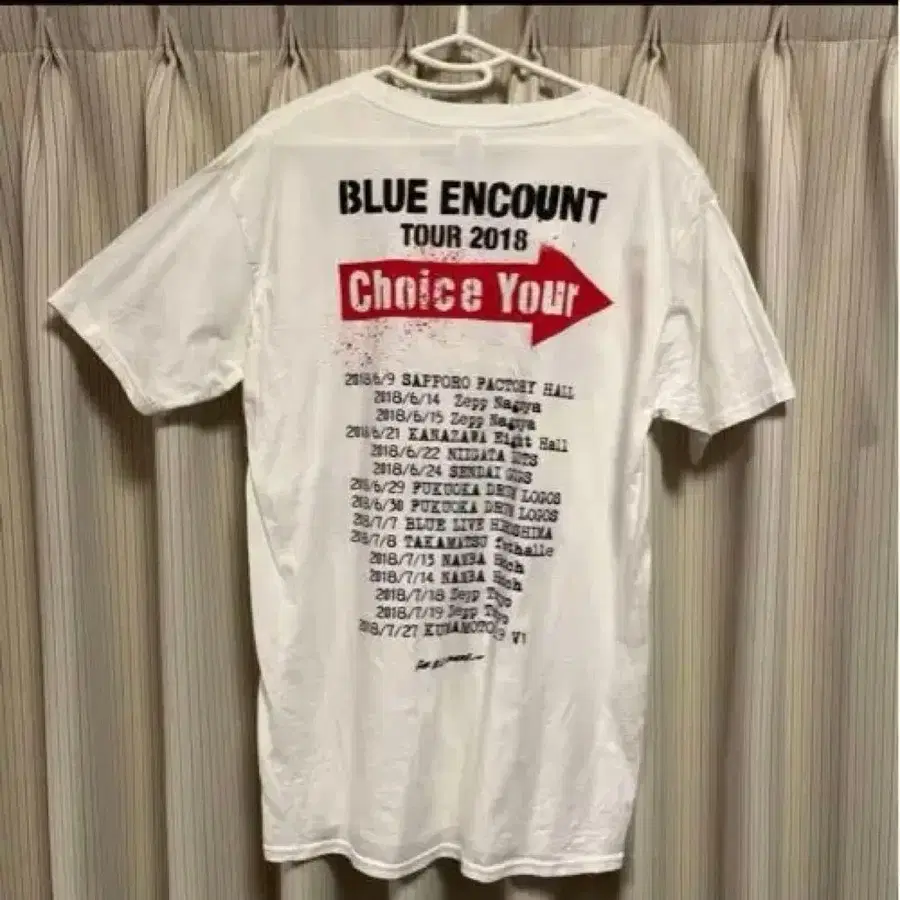 BLUE ENCOUNT
TOUR 2018
Choice Your
2018/6/9 SAPPORO FACTORY HALL
2018/6/14 Zepp Nagoya
2018/6/15 Zepp Nagoya
2018/6/21 KANAZAWA Eight Hall
2018/6/22 NIIGATA LOTS
2018/6/24 SENDAI GIGS
2018/6/29 FUKUOKA DRUM LOGOS
2018/6/30 FUKUOKA DRUM LOGOS
2018/7/7 BLUE LIVE HIROSHIMA
2018/7/8 TAKAMATSU festhalle
2018/7/13 NANBA Hatch
2018/7/14 NANBA Hatch
2018/7/18 Zepp Tokyo
2018/7/19 Zepp Tokyo
2018/7/27 KUMAMOTO B9 V1